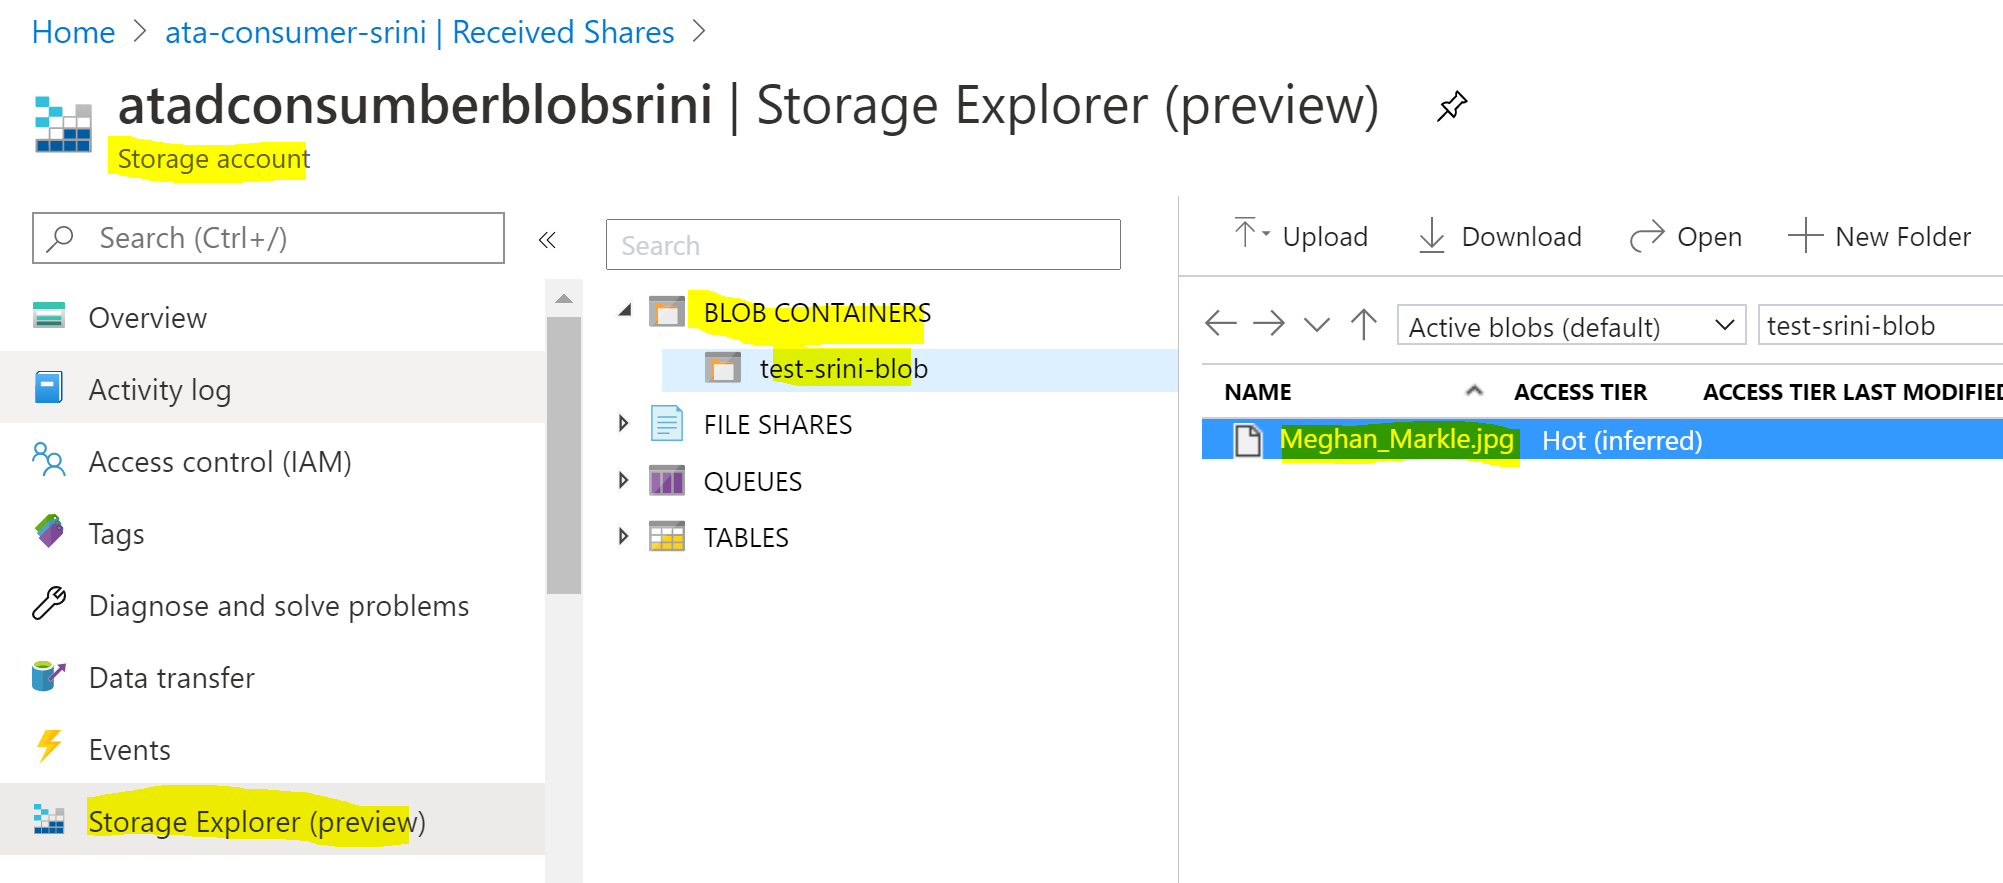 Home > ata-consumer-srini | Received Shares >
atadconsumberblobsrini | Storage Explorer (preview)
Storage account
Search (Ctrl+/)
«
Overview
Activity log
Access control (IAM)
Tags
Diagnose and solve problems
Data transfer
Events
Storage Explorer (preview)
Search
BLOB CONTAINERS
test-srini-blob
FILE SHARES
QUEUES
TABLES
Upload Download Open New Folder
Active blobs (default) test-srini-blob
NAME ACCESS TIER ACCESS TIER LAST MODIFIED
Meghan_Markle.jpg Hot (inferred)